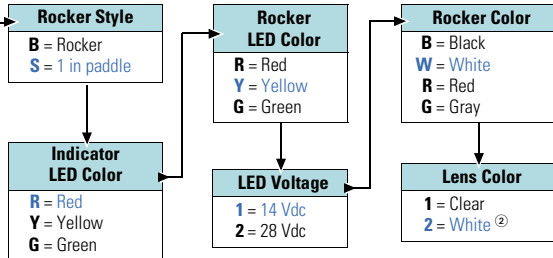 Rocker Style
B = Rocker
S = 1 in paddle
Indicator
LED Color
R = Red
Y = Yellow
G = Green
Rocker
LED Color
R = Red
Y = Yellow
G = Green
LED Voltage
1 = 14 Vdc
2 = 28 Vdc
Rocker Color
B = Black
W = White
R = Red
G = Gray
Lens Color
1 = Clear
2 = White ②